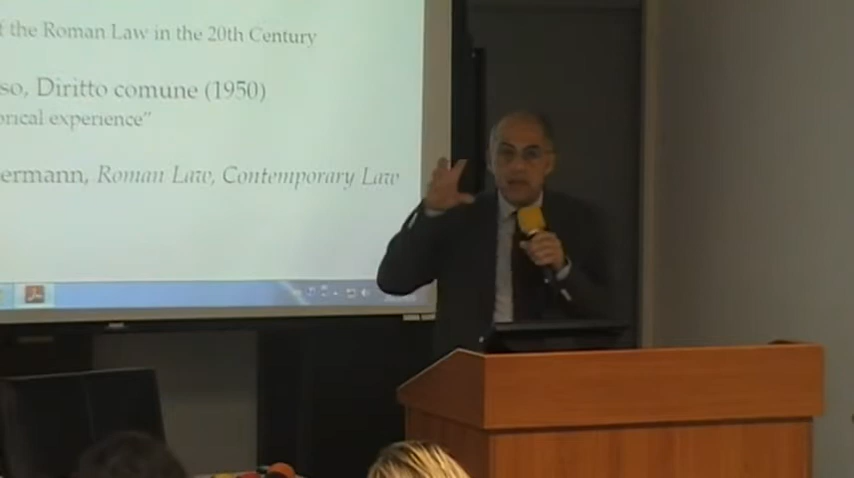 f the Roman Law in the 20th Century
so, Diritto comune (1950)
orical experience”
ermann, Roman Law, Contemporary Law